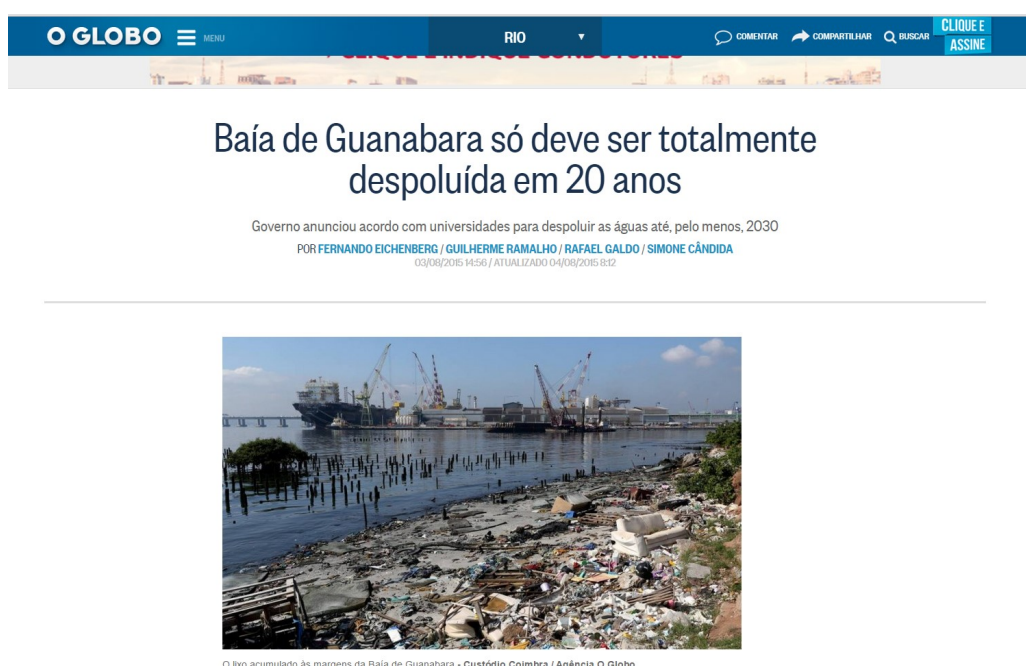 O GLOBO MENU RIO COMENTAR COMPARTILHAR BUSCAR CLIQUE E
ASSINE
CLIQUE E INDIQUE CONDUTORES
Baía de Guanabara só deve ser totalmente
despoluída em 20 anos
Governo anunciou acordo com universidades para despoluir as águas até, pelo menos, 2030
POR FERNANDO EICHENBERG / GUILHERME RAMALHO / RAFAEL GALDO / SIMONE CÂNDIDA
03/08/2015 14:56 / ATUALIZADO 04/08/2015 8:12
O lixo acumulado às margens da Baía de Guanabara - Custódio Coimbra / Agência O Globo